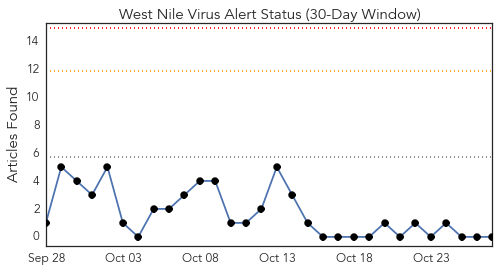 West Nile Virus Alert Status (30-Day Window)
Articles Found
14
12
10
8
6
4
2
0
Sep 28 Oct 03 Oct 08 Oct 13 Oct 18 Oct 23